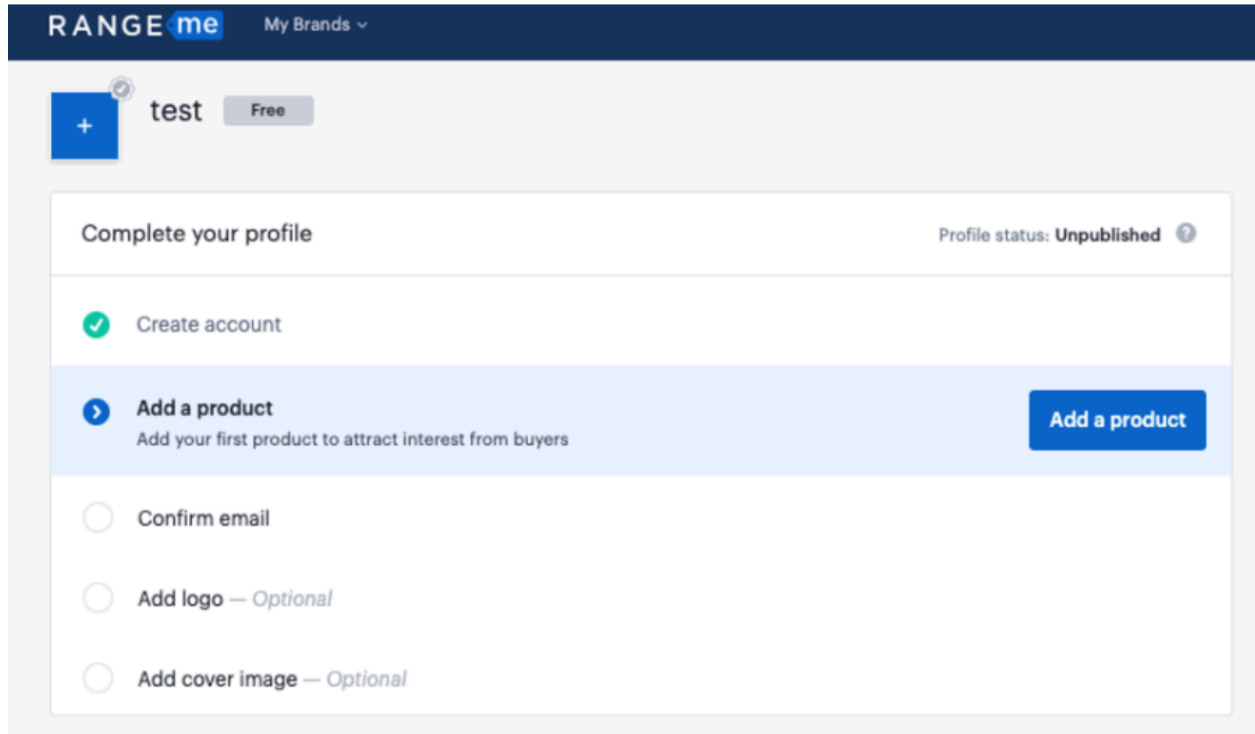 RANGE me My Brands
test Free
Complete your profile Profile status: Unpublished ?
Create account
Add a product
Add your first product to attract interest from buyers
Add a product
Confirm email
Add logo — Optional
Add cover image — Optional